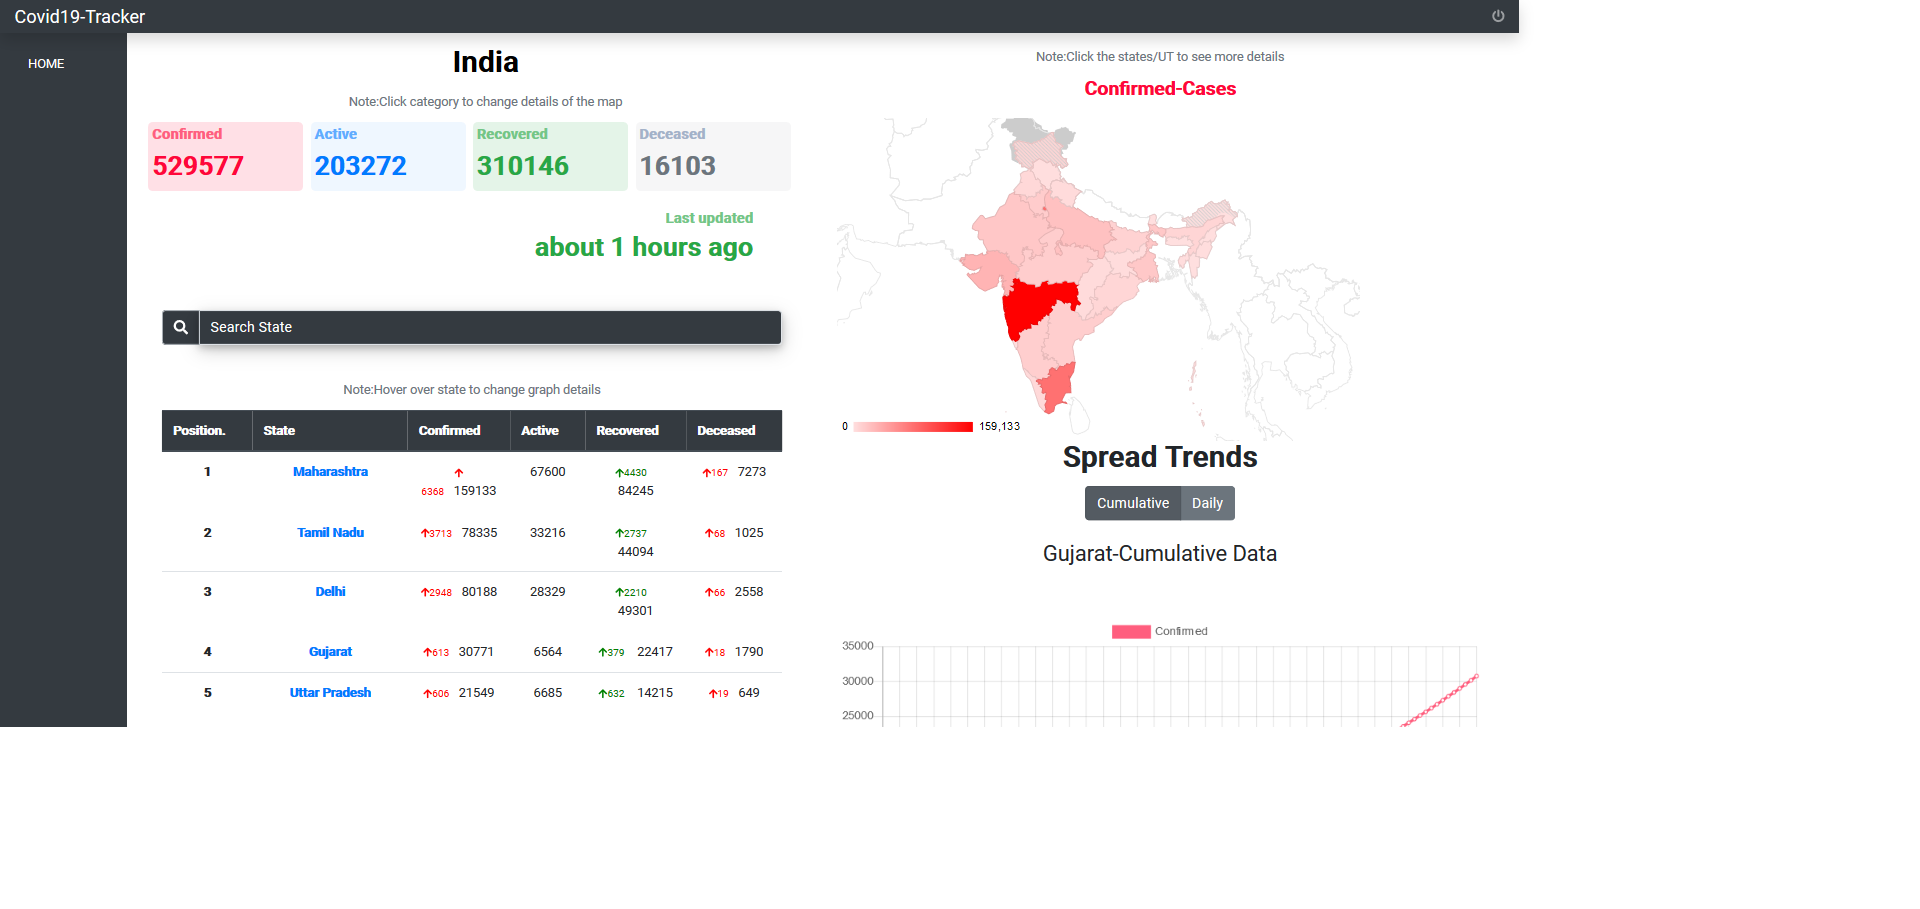 Covid19-Tracker
HOME
India
Note:Click category to change details of the map
Confirmed Active Recovered Deceased
529577 203272 310146 16103
Last updated
about 1 hours ago
Search State
Note:Hover over state to change graph details
Position. State Confirmed Active Recovered Deceased
1 Maharashtra 6368 159133 67600 4430 84245 167 7273
2 Tamil Nadu 3713 78335 33216 2737 44094 68 1025
3 Delhi 2948 80188 28329 2210 49301 66 2558
4 Gujarat 613 30771 6564 379 22417 18 1790
5 Uttar Pradesh 606 21549 6685 632 14215 19 649
Note:Click the states/UT to see more details
Confirmed-Cases
0 159,133
Spread Trends
Cumulative Daily
Gujarat-Cumulative Data
Confirmed
35000
30000
25000